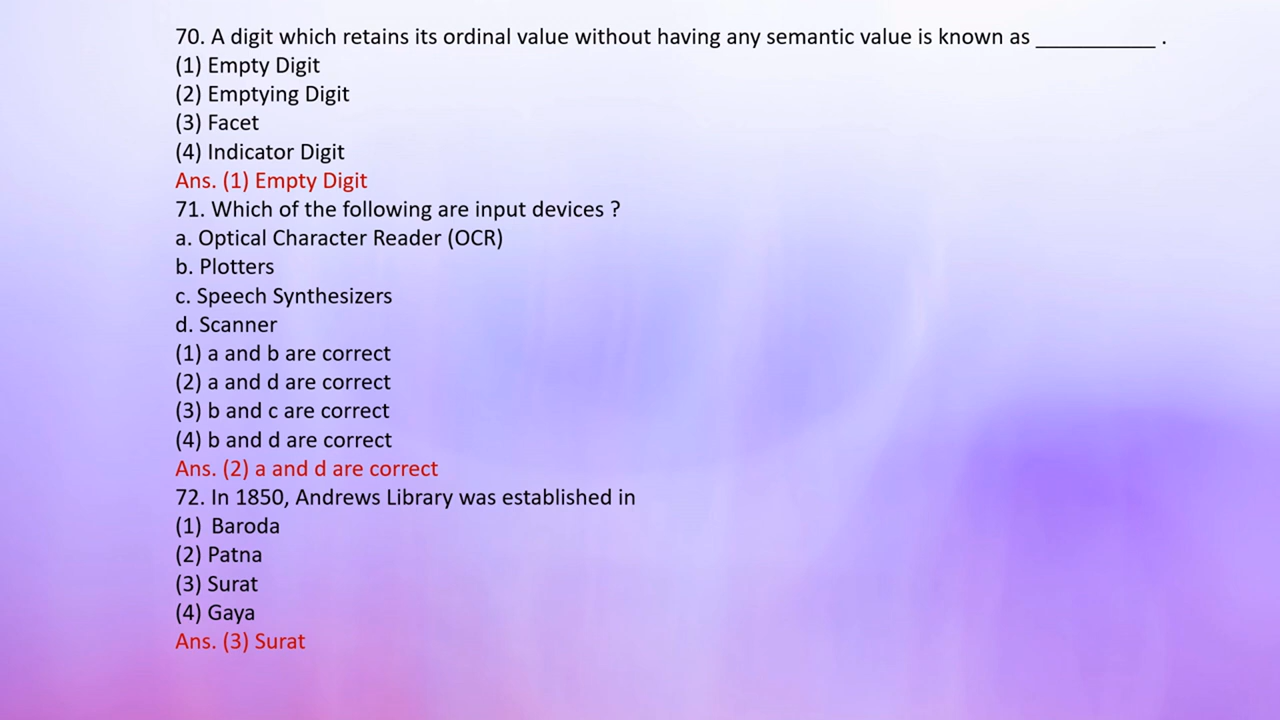 70. A digit which retains its ordinal value without having any semantic value is known as __________ .
(1) Empty Digit
(2) Emptying Digit
(3) Facet
(4) Indicator Digit
Ans. (1) Empty Digit
71. Which of the following are input devices ?
a. Optical Character Reader (OCR)
b. Plotters
c. Speech Synthesizers
d. Scanner
(1) a and b are correct
(2) a and d are correct
(3) b and c are correct
(4) b and d are correct
Ans. (2) a and d are correct
72. In 1850, Andrews Library was established in
(1) Baroda
(2) Patna
(3) Surat
(4) Gaya
Ans. (3) Surat